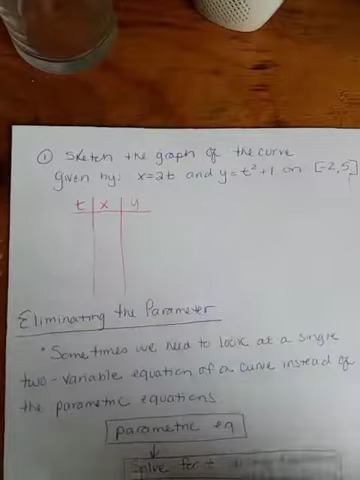 ① Sketch the graph of the curve
given by: x=2t and y=t²+1 on [-2,5]
t x y
Eliminating the Parameter
• Sometimes we need to look at a single
two-variable equation of a curve instead of
the parametric equations.
parametric eq
↓
Solve for t